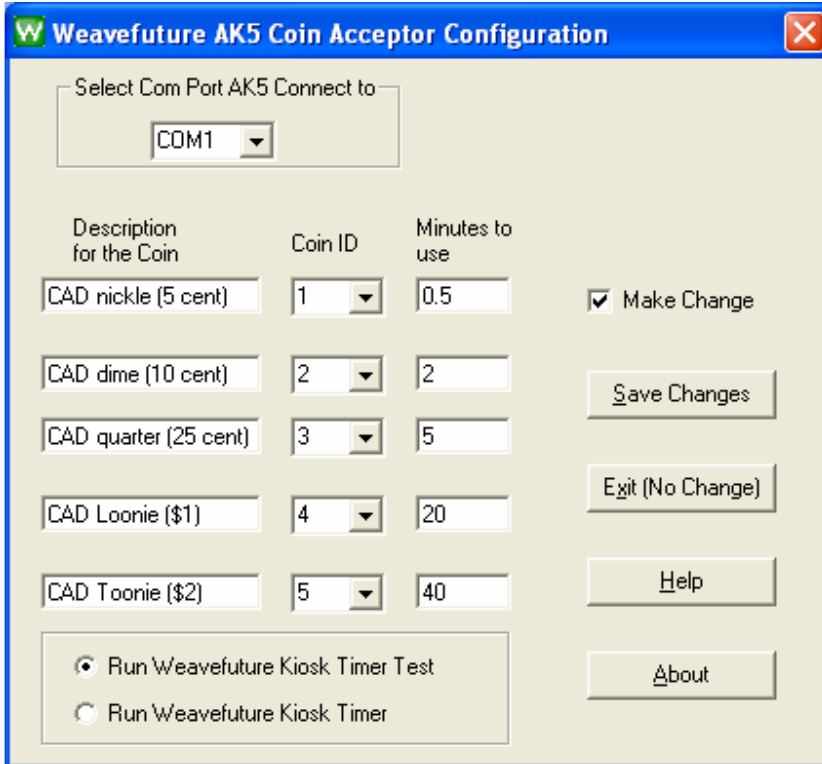 Weavefuture AK5 Coin Acceptor Configuration
Select Com Port AK5 Connect to
COM1
Description
for the Coin
Coin ID
Minutes to
use
CAD nickle (5 cent) 1 0.5
Make Change
CAD dime (10 cent) 2 2
Save Changes
CAD quarter (25 cent) 3 5
Exit (No Change)
CAD Loonie ($1) 4 20
Help
CAD Toonie ($2) 5 40
Run Weavefuture Kiosk Timer Test
About
Run Weavefuture Kiosk Timer